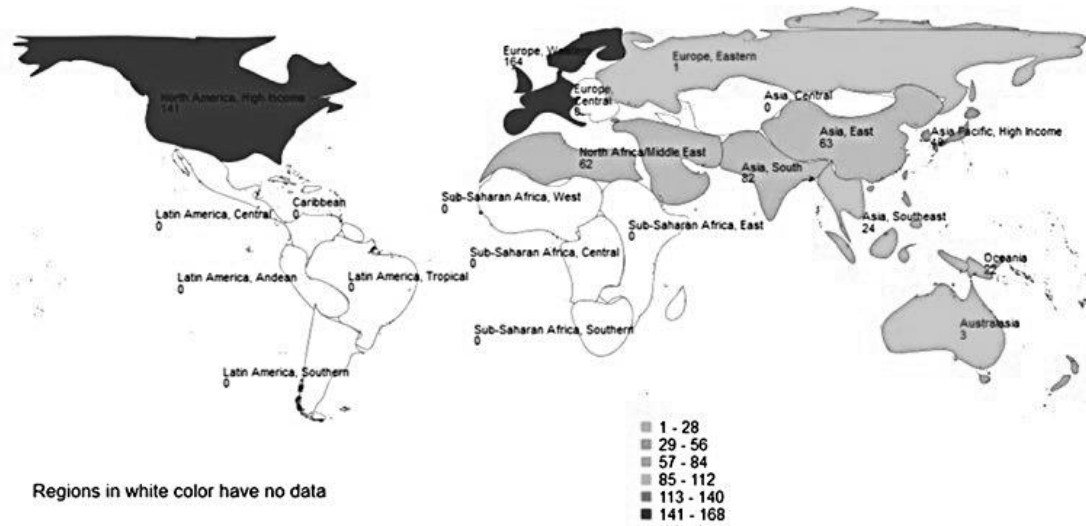 Europe, Western
164
Europe, Eastern
1
Europe,
Central
North America, High Income
141
Asia, Central
0
Asia, East
63
Asia Pacific, High Income
North Africa/Middle East
62
Asia, South
82
Sub-Saharan Africa, West
0
Caribbean
0
Latin America, Central
0
Sub-Saharan Africa, East
0
Asia, Southeast
24
Sub-Saharan Africa, Central
0
Oceania
22
Latin America, Andean
0
Latin America, Tropical
0
Sub-Saharan Africa, Southern
0
Australasia
3
Latin America, Southern
0
1 - 28
29 - 56
57 - 84
85 - 112
113 - 140
141 - 168
Regions in white color have no data